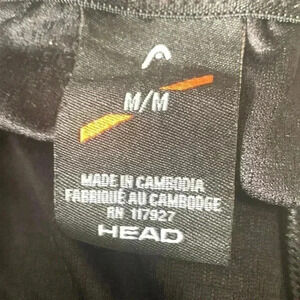 M/M
MADE IN CAMBODIA
FABRIQUÉ AU CAMBODGE
RN 117927
HEAD